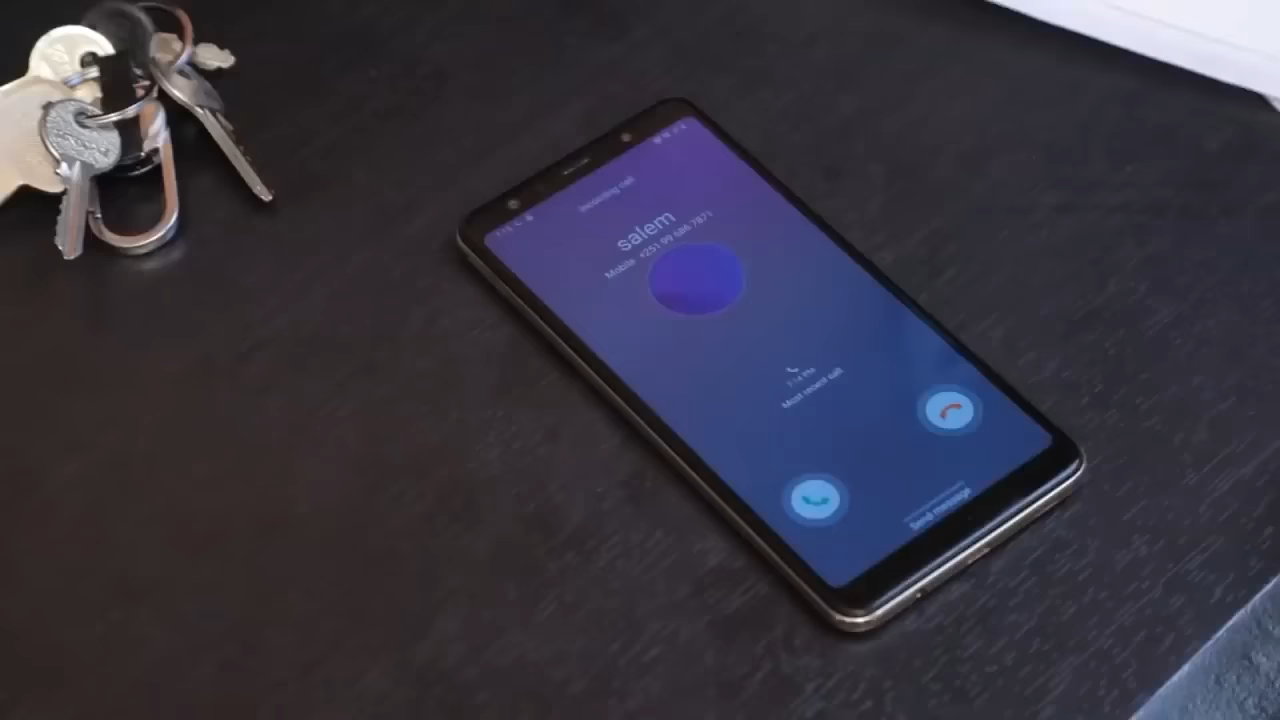 Incoming call
salem
Mobile +251 99 686 7871
Most recent call
Send message